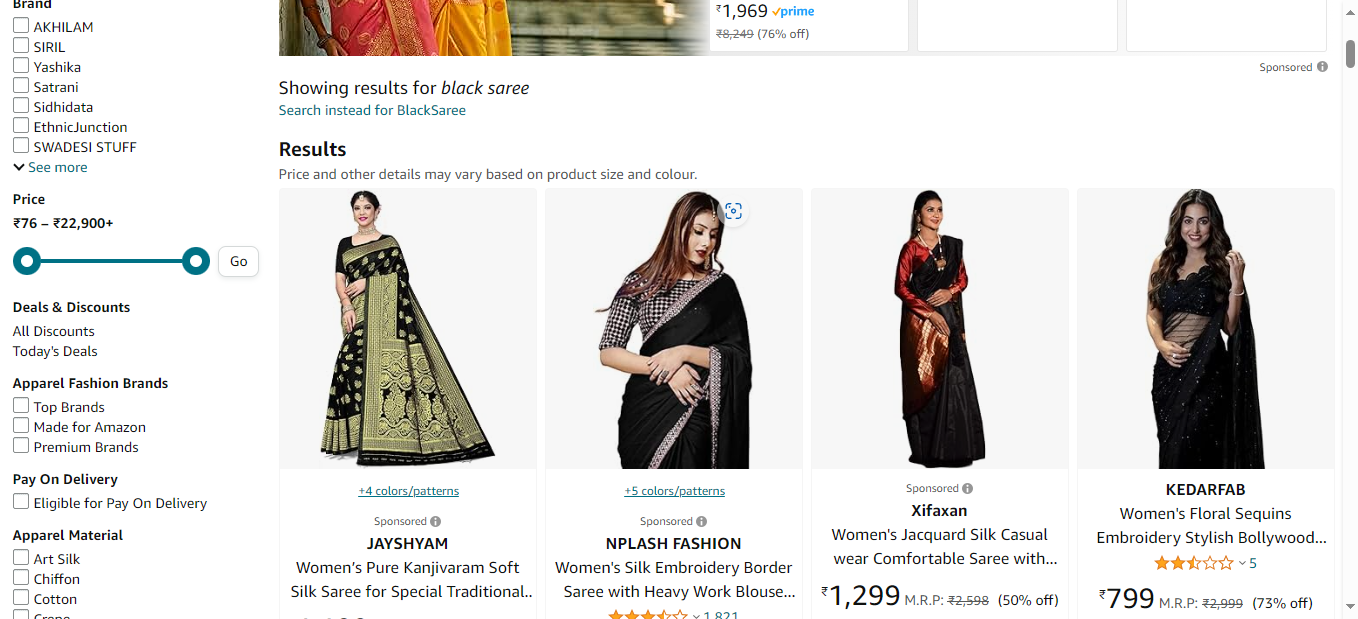 Brand
AKHILAM
SIRIL
Yashika
Satrani
Sidhidata
EthnicJunction
SWADESI STUFF
See more
Price
₹76 – ₹22,900+
Go
Deals & Discounts
All Discounts
Today's Deals
Apparel Fashion Brands
Top Brands
Made for Amazon
Premium Brands
Pay On Delivery
Eligible for Pay On Delivery
Apparel Material
Art Silk
Chiffon
Cotton
₹1,969 prime
₹8,249 (76% off)
Sponsored
Showing results for black saree
Search instead for BlackSaree
Results
Price and other details may vary based on product size and colour.
+4 colors/patterns
Sponsored
JAYSHYAM
Women’s Pure Kanjivaram Soft
Silk Saree for Special Traditional..
+5 colors/patterns
Sponsored
NPLASH FASHION
Women's Silk Embroidery Border
Saree with Heavy Work Blouse...
1,821
Sponsored
Xifaxan
Women's Jacquard Silk Casual
wear Comfortable Saree with...
₹1,299 M.R.P: ₹2,598 (50% off)
KEDARFAB
Women's Floral Sequins
Embroidery Stylish Bollywood...
5
₹799 M.R.P: ₹2,999 (73% off)